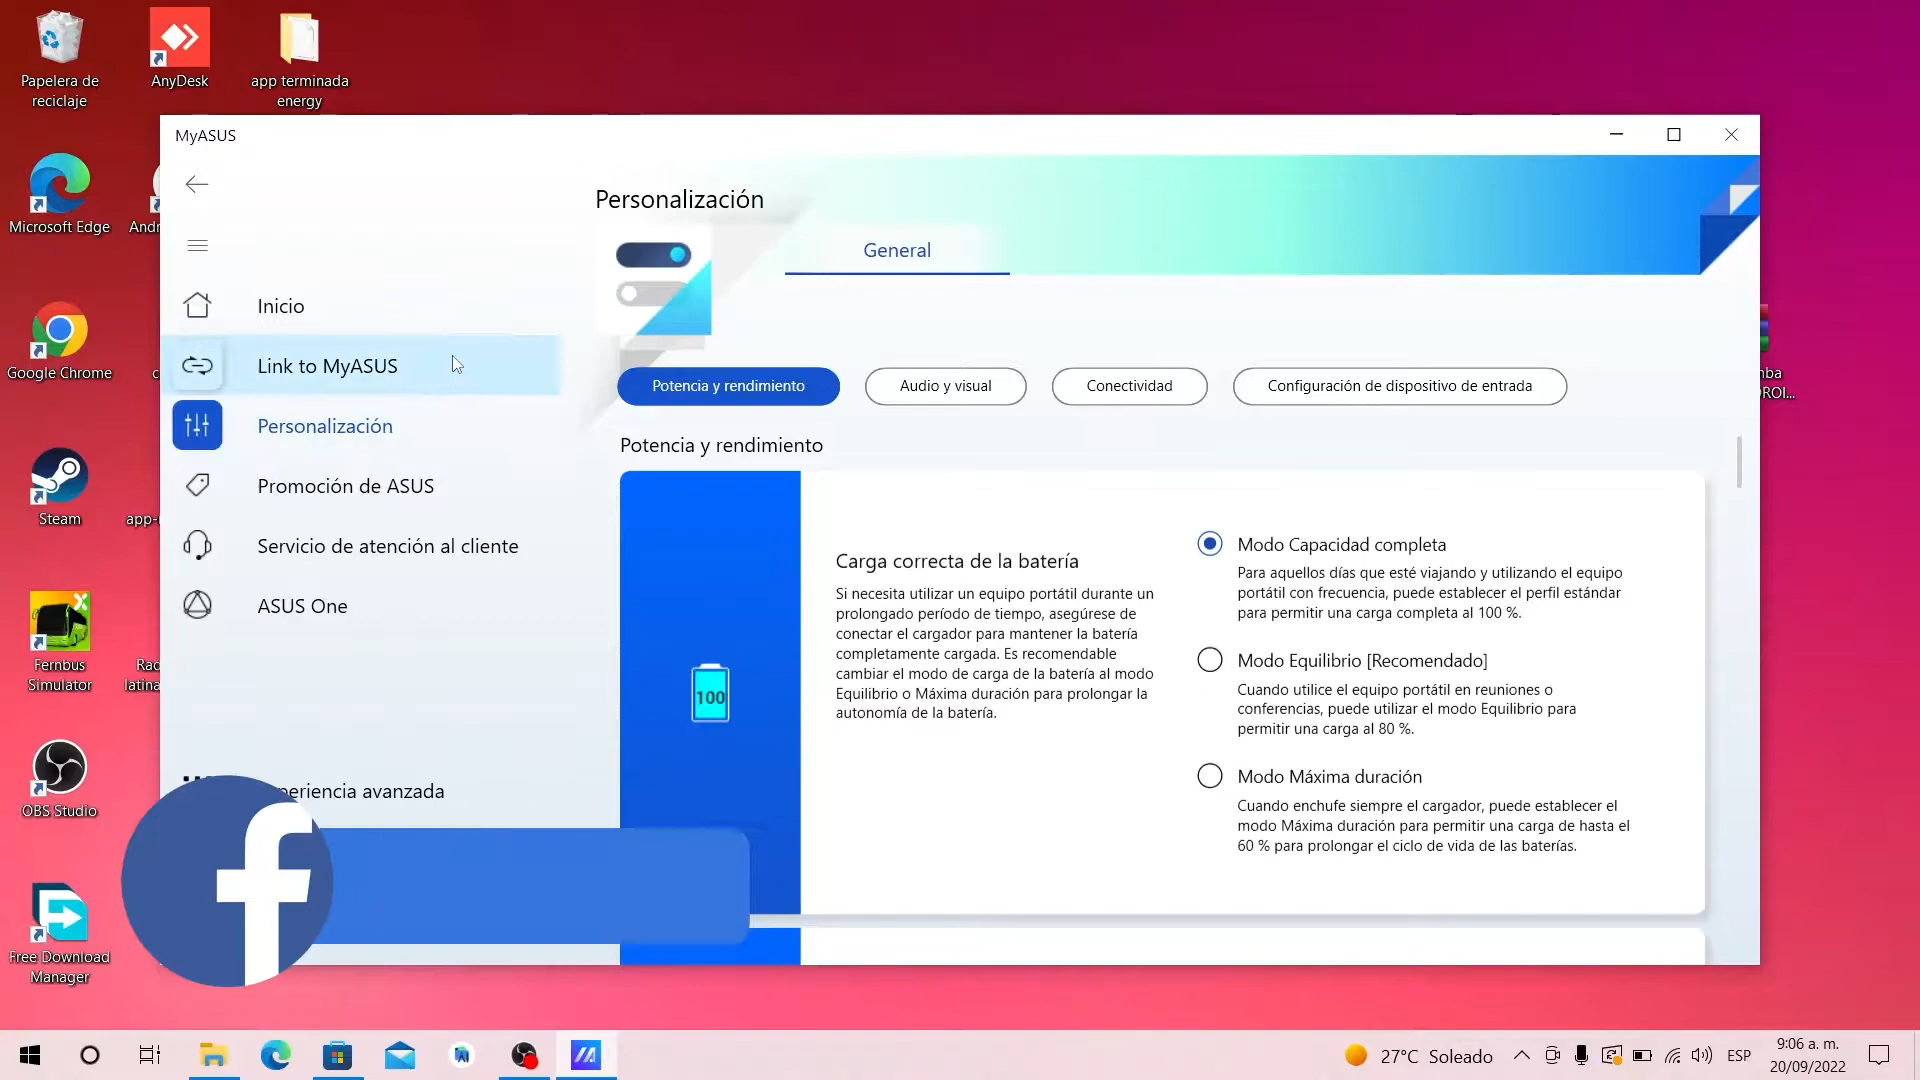 Papelera de
reciclaje
AnyDesk
app terminada
energy
Microsoft Edge
Google Chrome
Steam
Fernbus
Simulator
OBS Studio
Free Download
Manager
MyASUS
Inicio
Link to MyASUS
Personalización
Promoción de ASUS
Servicio de atención al cliente
ASUS One
avanzada
Personalización
General
Potencia y rendimiento
Audio y visual
Conectividad
Configuración de dispositivo de entrada
Potencia y rendimiento
100
Carga correcta de la batería
Si necesita utilizar un equipo portátil durante un
prolongado período de tiempo, asegúrese de
conectar el cargador para mantener la batería
completamente cargada. Es recomendable
cambiar el modo de carga de la batería al modo
Equilibrio o Máxima duración para prolongar la
autonomía de la batería.
Modo Capacidad completa
Para aquellos días que esté viajando y utilizando el equipo
portátil con frecuencia, puede establecer el perfil estándar
para permitir una carga completa al 100 %.
Modo Equilibrio [Recomendado]
Cuando utilice el equipo portátil en reuniones o
conferencias, puede utilizar el modo Equilibrio para
permitir una carga al 80 %.
Modo Máxima duración
Cuando enchufe siempre el cargador, puede establecer el
modo Máxima duración para permitir una carga de hasta el
60 % para prolongar el ciclo de vida de las baterías.
27°C Soleado
ESP
9:06 a. m.
20/09/2022